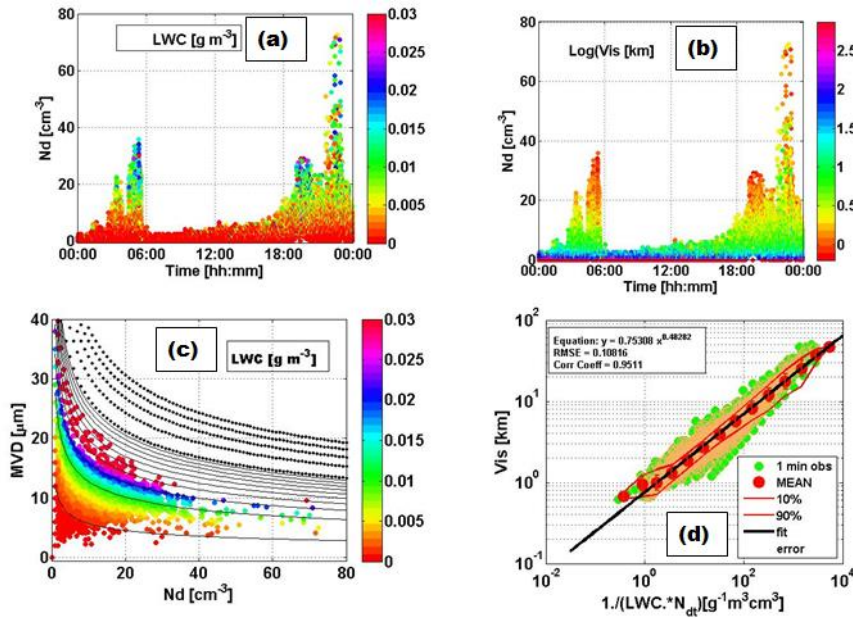 LWC [g m⁻³]
(a)
Nd [cm⁻³]
80
60
40
20
0
00:00 06:00 12:00 18:00 00:00
Time [hh:mm]
0.03
0.025
0.02
0.015
0.01
0.005
0
Log(Vis [km]
(b)
Nd [cm⁻³]
80
60
40
20
0
00:00 06:00 12:00 18:00 00:00
Time [hh:mm]
2.5
2
1.5
1
0.5
0
(c)
LWC (g m⁻³)
MVD [µm]
40
30
20
10
0
0 20 40 60 80
Nd [cm⁻³]
0.03
0.025
0.02
0.015
0.01
0.005
0
Equation: y = 0.75308 x^0.48282
RMSE = 0.10816
Corr Coeff = 0.9511
Vis [km]
10²
10¹
10⁰
10⁻¹
1 min obs
MEAN
10%
90%
fit
error
(d)
10⁻² 10⁰ 10² 10⁴
1./(LWC.*N_dt)[g⁻¹m³cm³]